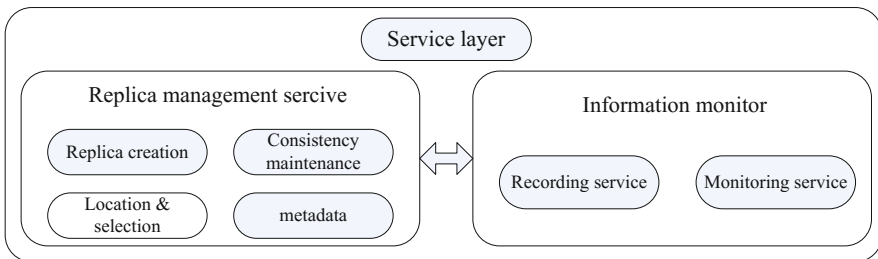 Service layer
Replica management sercive
Replica creation
Consistency
maintenance
Location &
selection
metadata
Information monitor
Recording service
Monitoring service